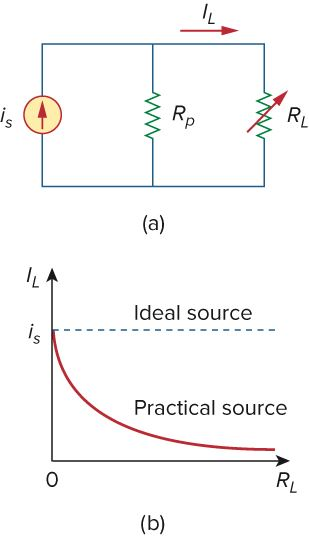 I_L
i_s R_p R_L
(a)
I_L
Ideal source
i_s
Practical source
0 R_L
(b)